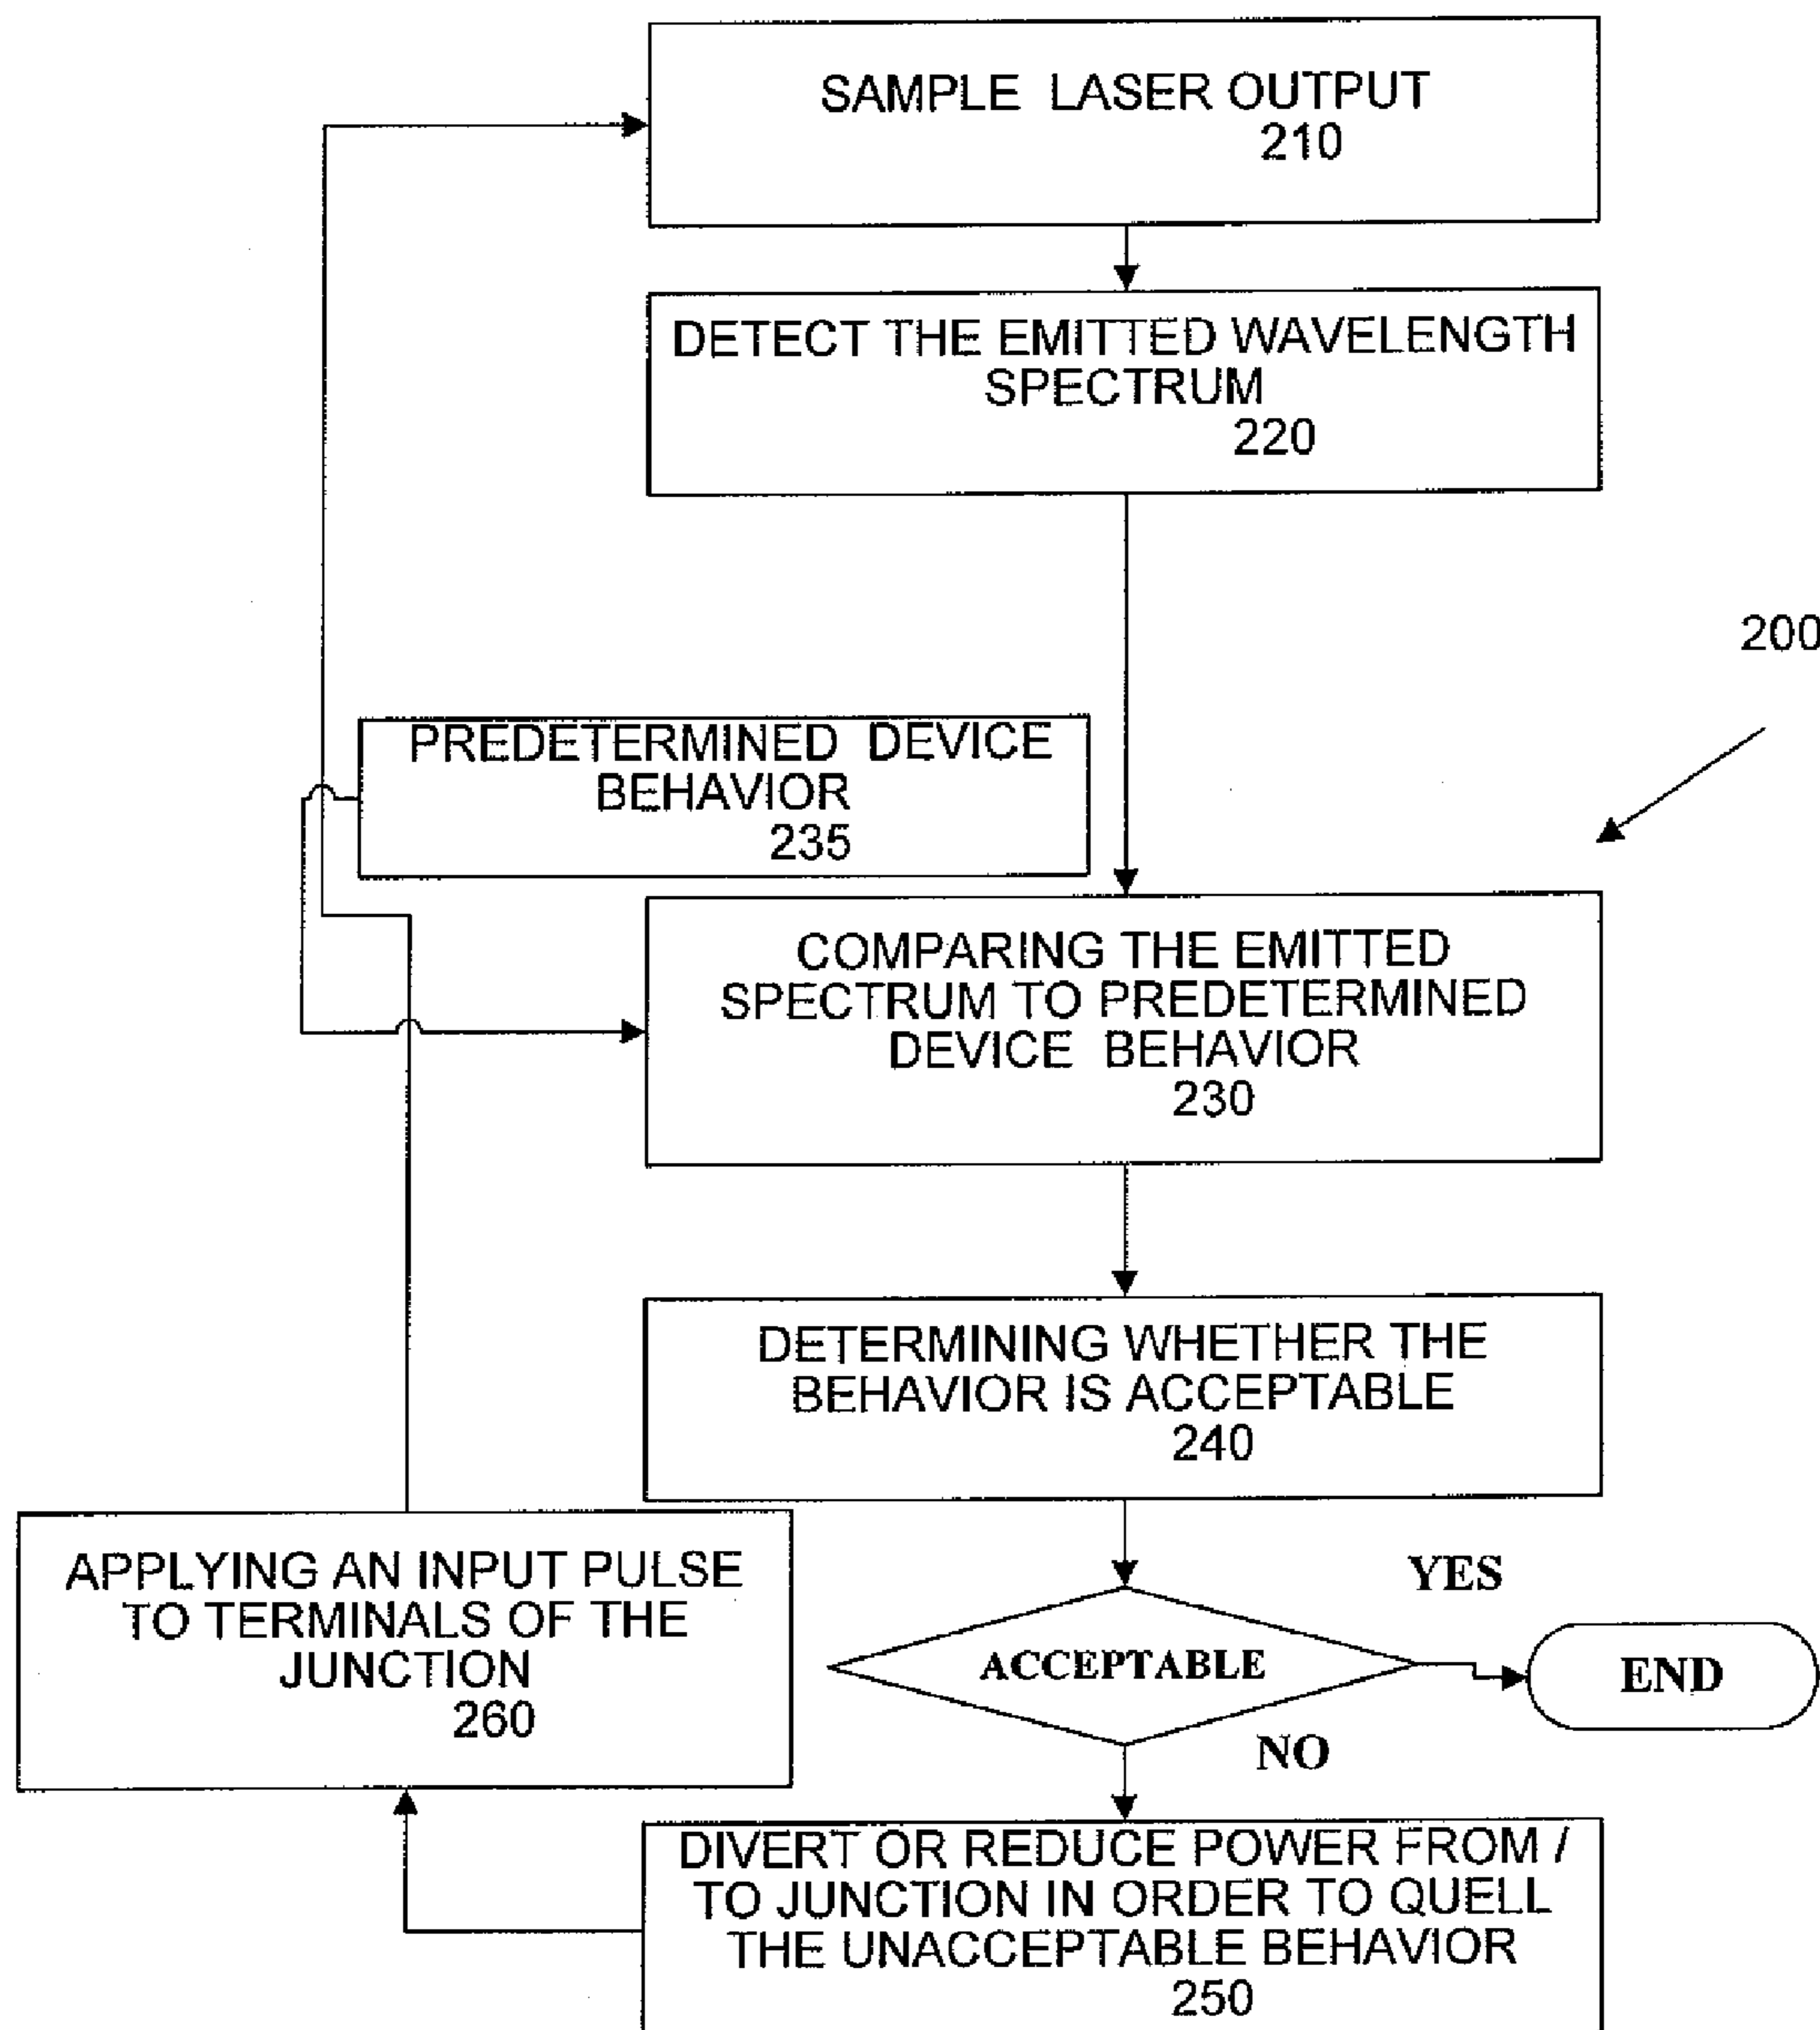 SAMPLE LASER OUTPUT
210
DETECT THE EMITTED WAVELENGTH
SPECTRUM
220
200
PREDETERMINED DEVICE
BEHAVIOR
235
COMPARING THE EMITTED
SPECTRUM TO PREDETERMINED
DEVICE BEHAVIOR
230
DETERMINING WHETHER THE
BEHAVIOR IS ACCEPTABLE
240
APPLYING AN INPUT PULSE
TO TERMINALS OF THE
JUNCTION
260
YES
ACCEPTABLE
END
NO
DIVERT OR REDUCE POWER FROM /
TO JUNCTION IN ORDER TO QUELL
THE UNACCEPTABLE BEHAVIOR
250